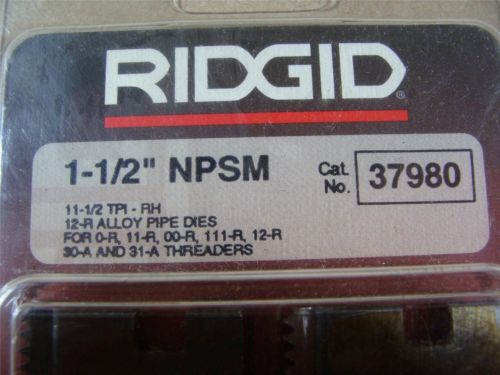 RIDGID®
1-1/2" NPSM
Cat. No. 37980
11-1/2 TPI - RH
12-R ALLOY PIPE DIES
FOR 0-R, 11-R, 00-R, 111-R, 12-R
30-A AND 31-A THREADERS